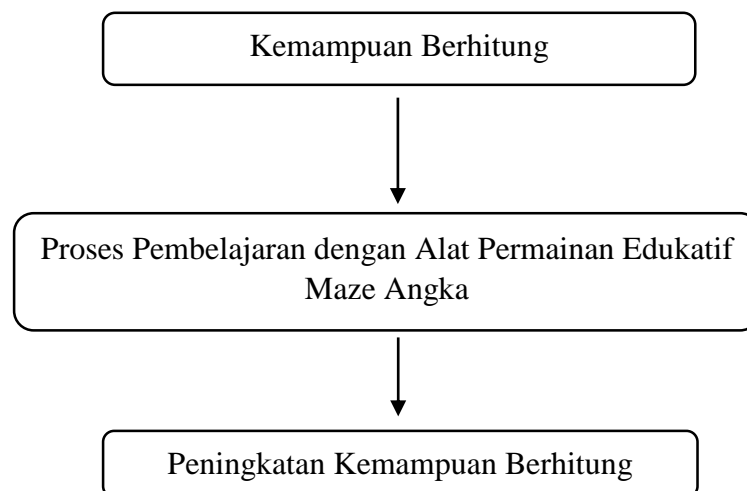 Kemampuan Berhitung
Proses Pembelajaran dengan Alat Permainan Edukatif
Maze Angka
Peningkatan Kemampuan Berhitung